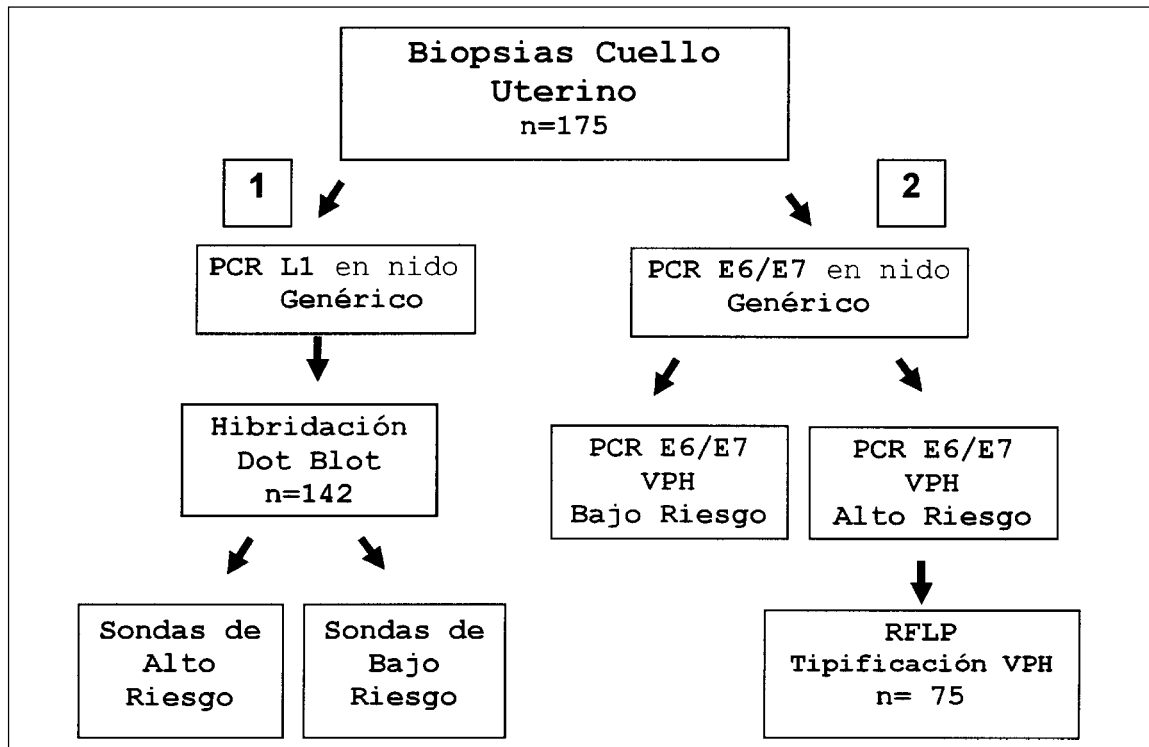 Biopsias Cuello
Uterino
n=175
1
2
PCR L1 en nido
Genérico
PCR E6/E7 en nido
Genérico
Hibridación
Dot Blot
n=142
PCR E6/E7
VPH
Bajo Riesgo
PCR E6/E7
VPH
Alto Riesgo
Sondas de
Alto
Riesgo
Sondas de
Bajo
Riesgo
RFLP
Tipificación VPH
n= 75